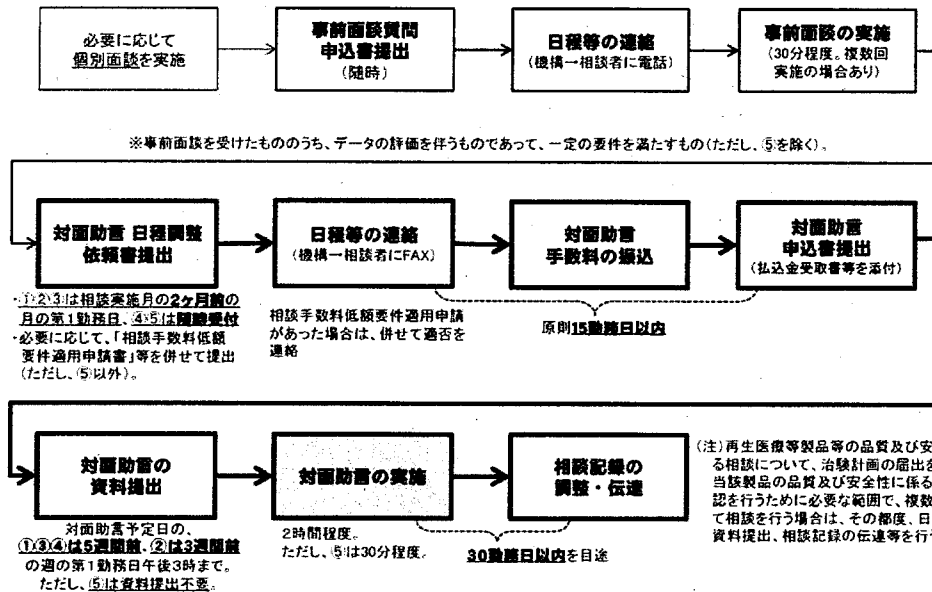 必要に応じて
個別面談を実施
事前面談質問
申込書提出
(随時)
日程等の連絡
(機構→相談者に電話)
事前面談の実施
(30分程度。複数回
実施の場合あり)
※事前面談を受けたもののうち、データの評価を伴うものであって、一定の要件を満たすもの(ただし、⑤を除く)。
対面助言 日程調整
依頼書提出
日程等の連絡
(機構→相談者にFAX)
対面助言
手数料の振込
対面助言
申込書提出
(払込金受取書等を添付)
・①②③は相談実施月の2ヶ月前の
月の第1勤務日、④⑤は随時受付
・必要に応じて、「相談手数料低額
要件適用申請書」等を併せて提出
(ただし、⑤以外)。
相談手数料低額要件適用申請
があった場合は、併せて適否を
連絡
原則15勤務日以内
対面助言の
資料提出
対面助言の実施
相談記録の
調整・伝達
対面助言予定日の、
①③④は5週間前、②は3週間前
の週の第1勤務日午後3時まで。
ただし、⑤は資料提出不要。
2時間程度。
ただし、⑤は30分程度。
30勤務日以内を目途
(注)再生医療等製品等の品質及び安
る相談について、治験計画の届出を
当該製品の品質及び安全性に係る
認を行うために必要な範囲で、複数
て相談を行う場合は、その都度、日
資料提出、相談記録の伝達等を行う